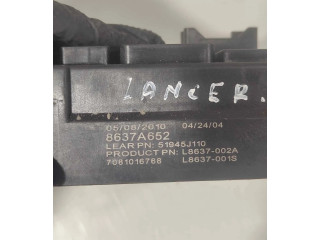 LANCER.
05/08/2010 04/24/04
8637A652
LEAR PN: 51945J110
PRODUCT PN: L8637-002A
7081016768 L8637-001S